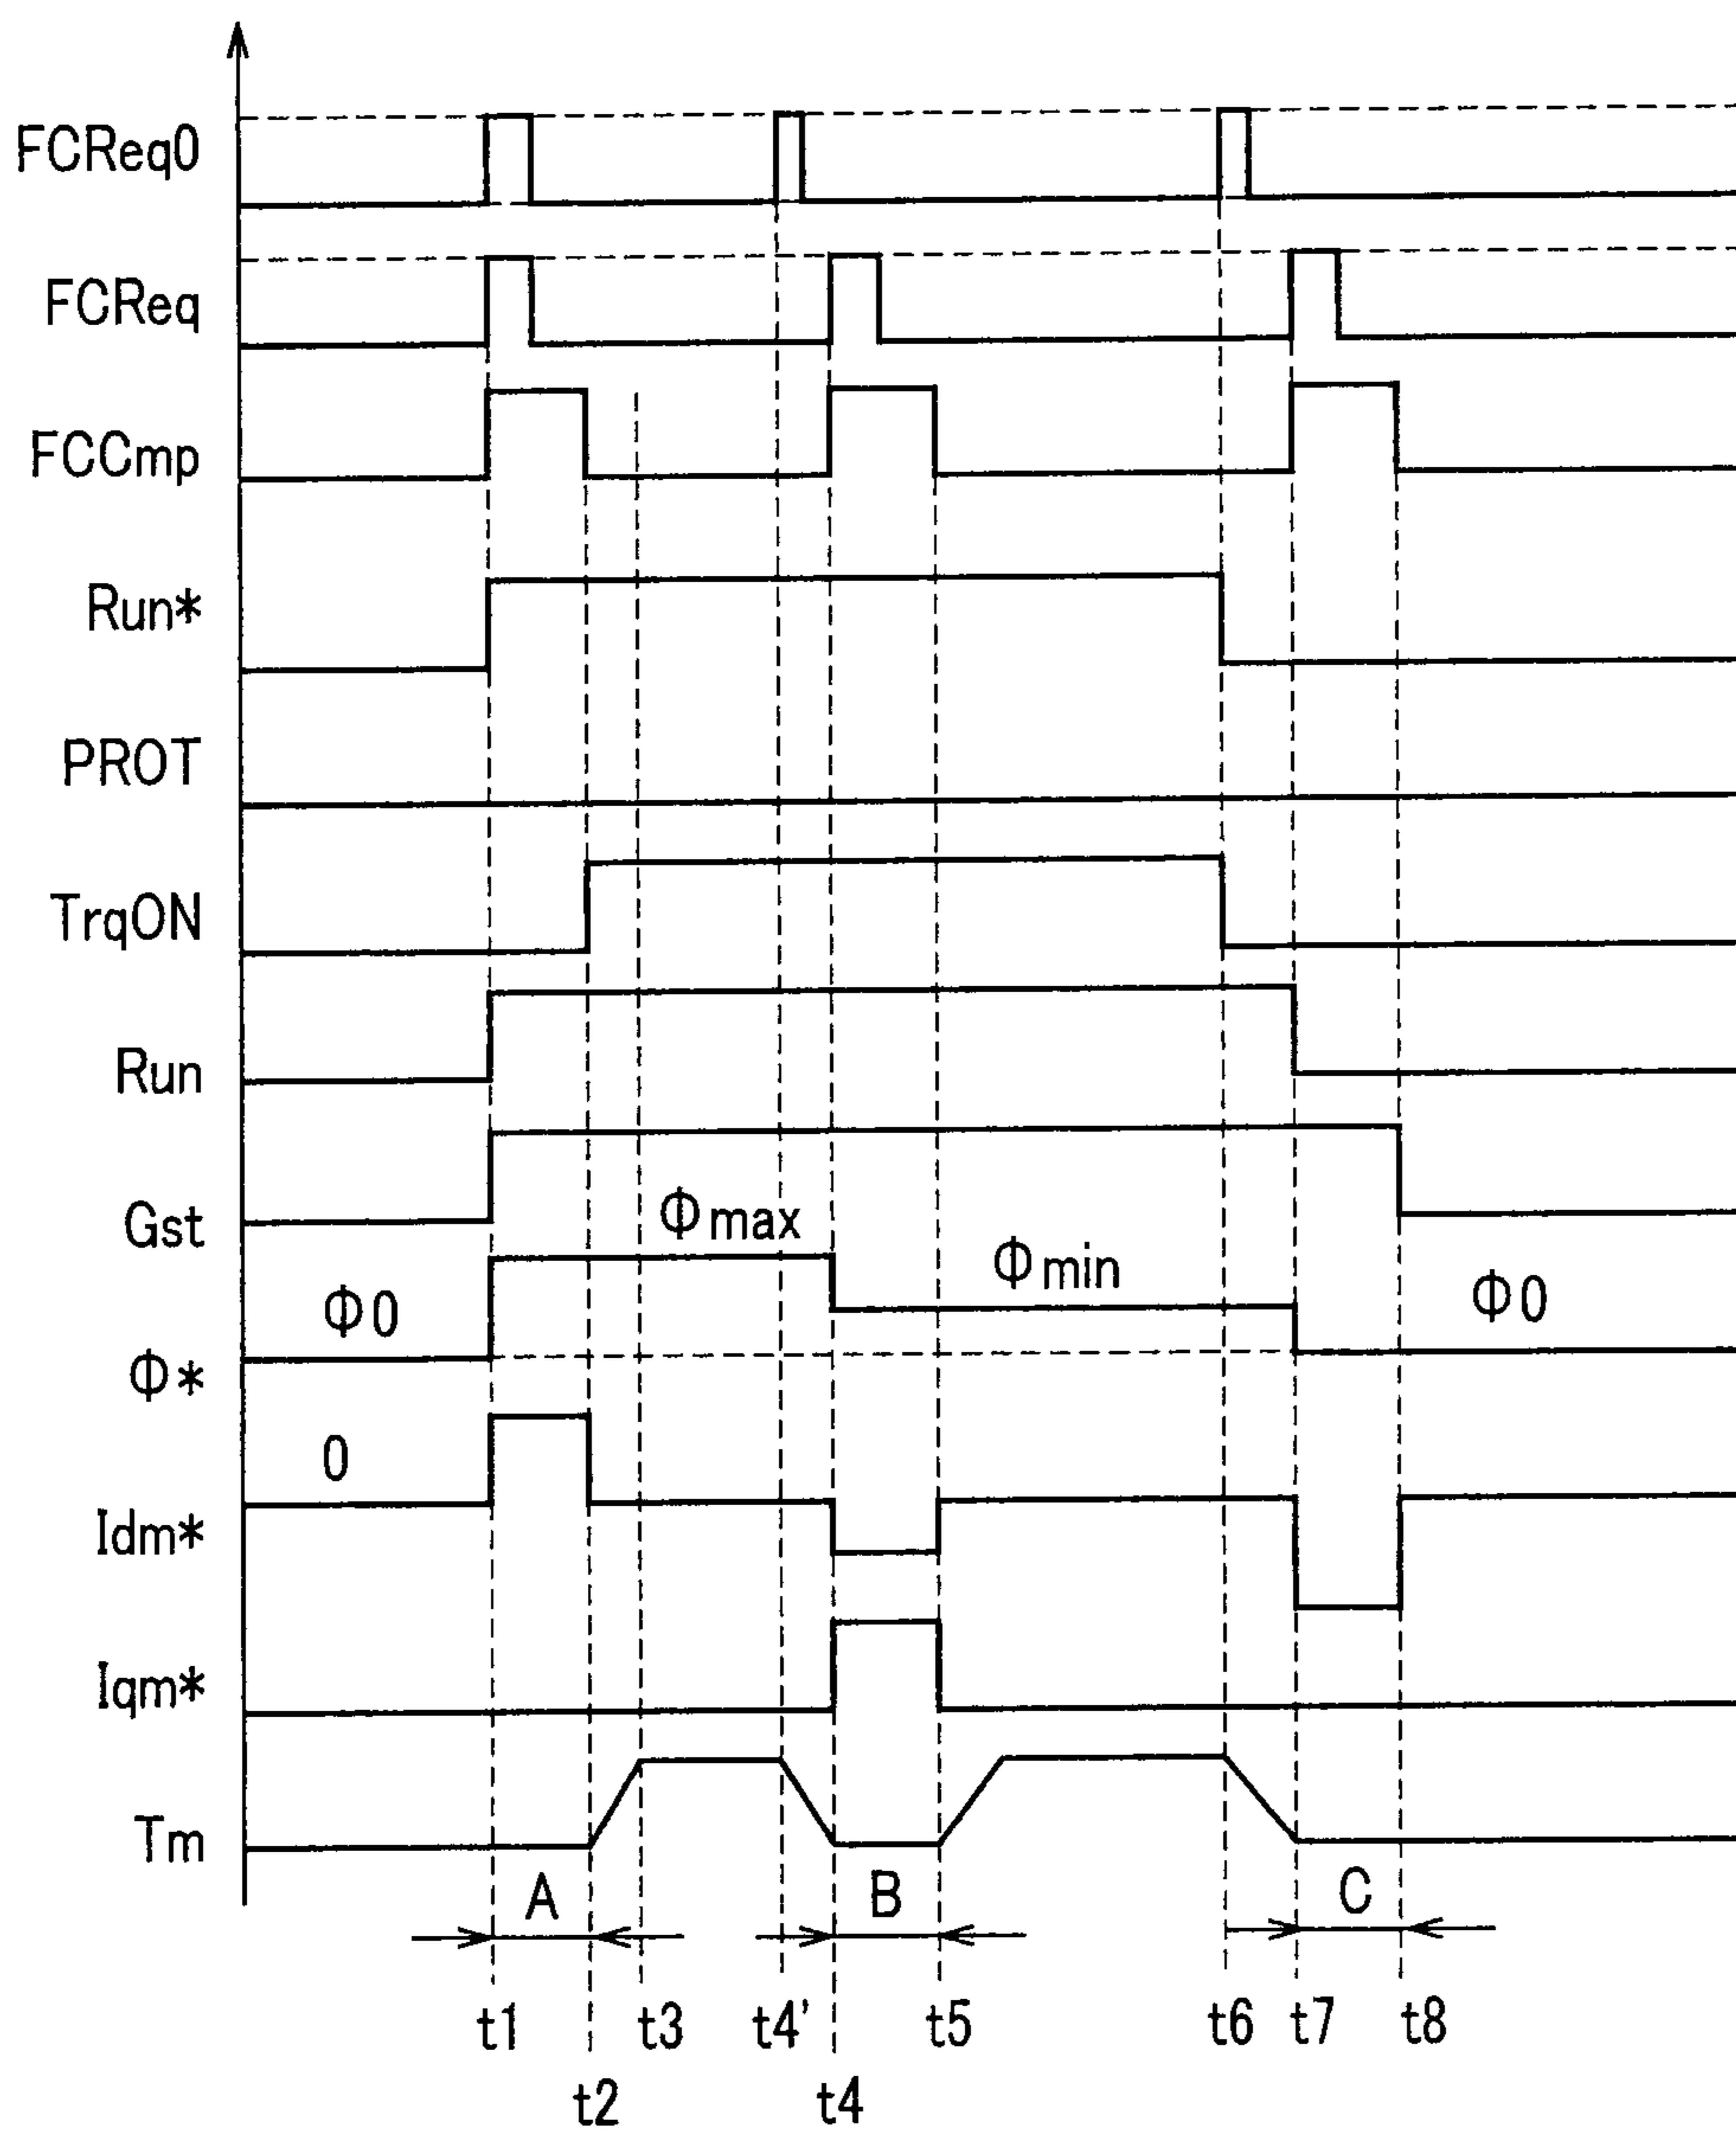 FCReq0
FCReq
FCCmp
Run*
PROT
TrqON
Run
Gst
Φmax
Φmin
Φ0
Φ0
Φ*
0
Idm*
Iqm*
Tm
A
B
C
t1
t3
t4'
t5
t6
t7
t8
t2
t4